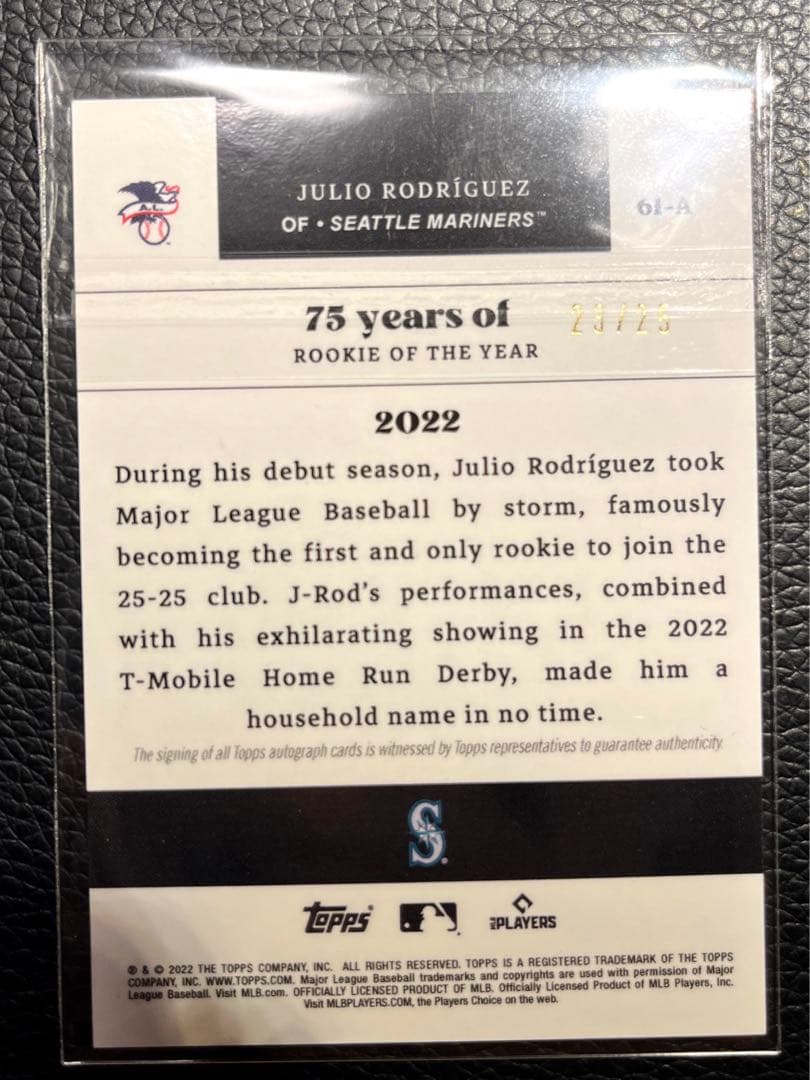 A.L.
JULIO RODRÍGUEZ
OF • SEATTLE MARINERS™
61-A
75 years of
23/25
ROOKIE OF THE YEAR
2022
During his debut season, Julio Rodríguez took
Major League Baseball by storm, famously
becoming the first and only rookie to join the
25-25 club. J-Rod's performances, combined
with his exhilarating showing in the 2022
T-Mobile Home Run Derby, made him a
household name in no time.
The signing of all Topps autograph cards is witnessed by Topps representatives to guarantee authenticity.
S
topps®
MLB PLAYERS
® & © 2022 THE TOPPS COMPANY, INC. ALL RIGHTS RESERVED. TOPPS IS A REGISTERED TRADEMARK OF THE TOPPS
COMPANY, INC. WWW.TOPPS.COM. Major League Baseball trademarks and copyrights are used with permission of Major
League Baseball. Visit MLB.com. OFFICIALLY LICENSED PRODUCT OF MLB. Officially Licensed Product of MLB Players, Inc.
Visit MLBPLAYERS.COM, the Players Choice on the web.